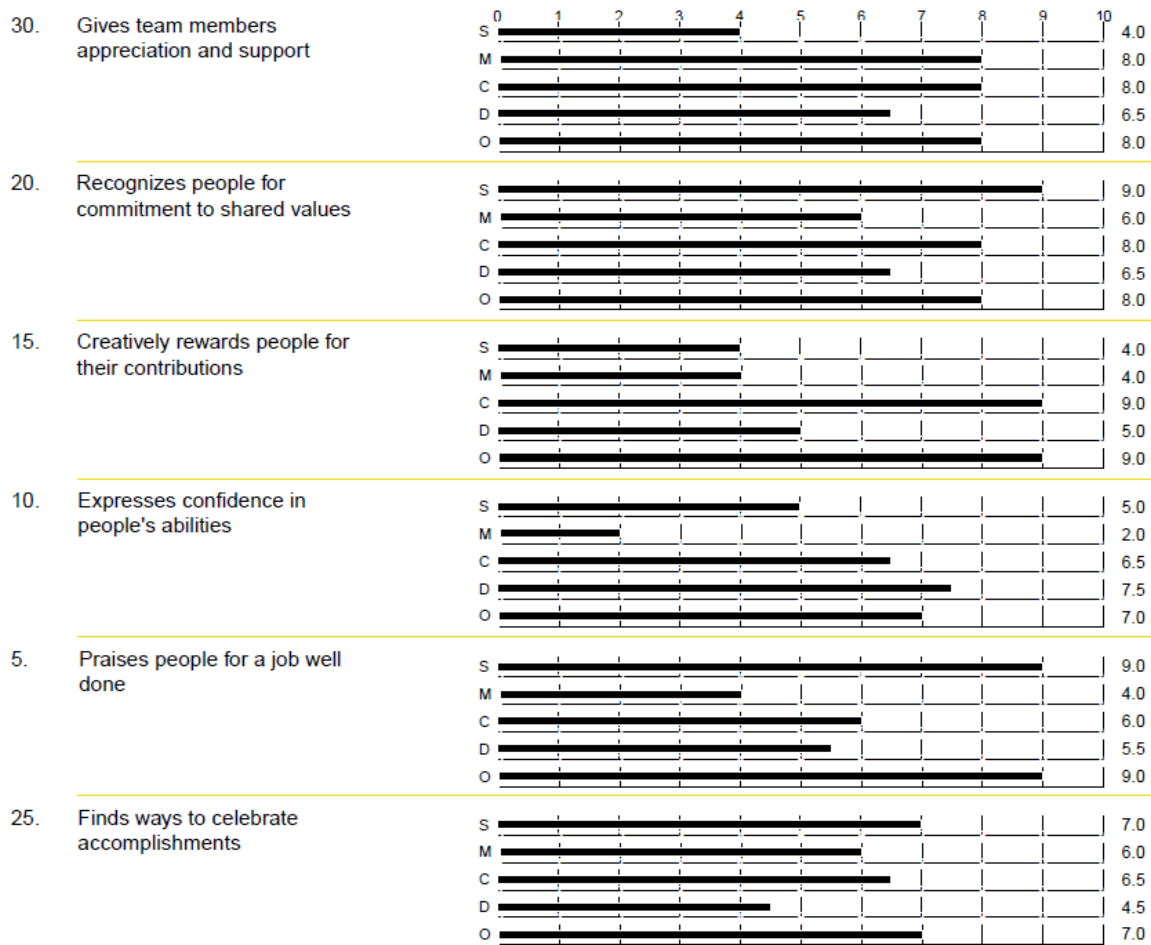 0 1 2 3 4 5 6 7 8 9 10
30. Gives team members
appreciation and support
S 4.0
M 8.0
C 8.0
D 6.5
O 8.0
20. Recognizes people for
commitment to shared values
S 9.0
M 6.0
C 8.0
D 6.5
O 8.0
15. Creatively rewards people for
their contributions
S 4.0
M 4.0
C 9.0
D 5.0
O 9.0
10. Expresses confidence in
people's abilities
S 5.0
M 2.0
C 6.5
D 7.5
O 7.0
5. Praises people for a job well
done
S 9.0
M 4.0
C 6.0
D 5.5
O 9.0
25. Finds ways to celebrate
accomplishments
S 7.0
M 6.0
C 6.5
D 4.5
O 7.0